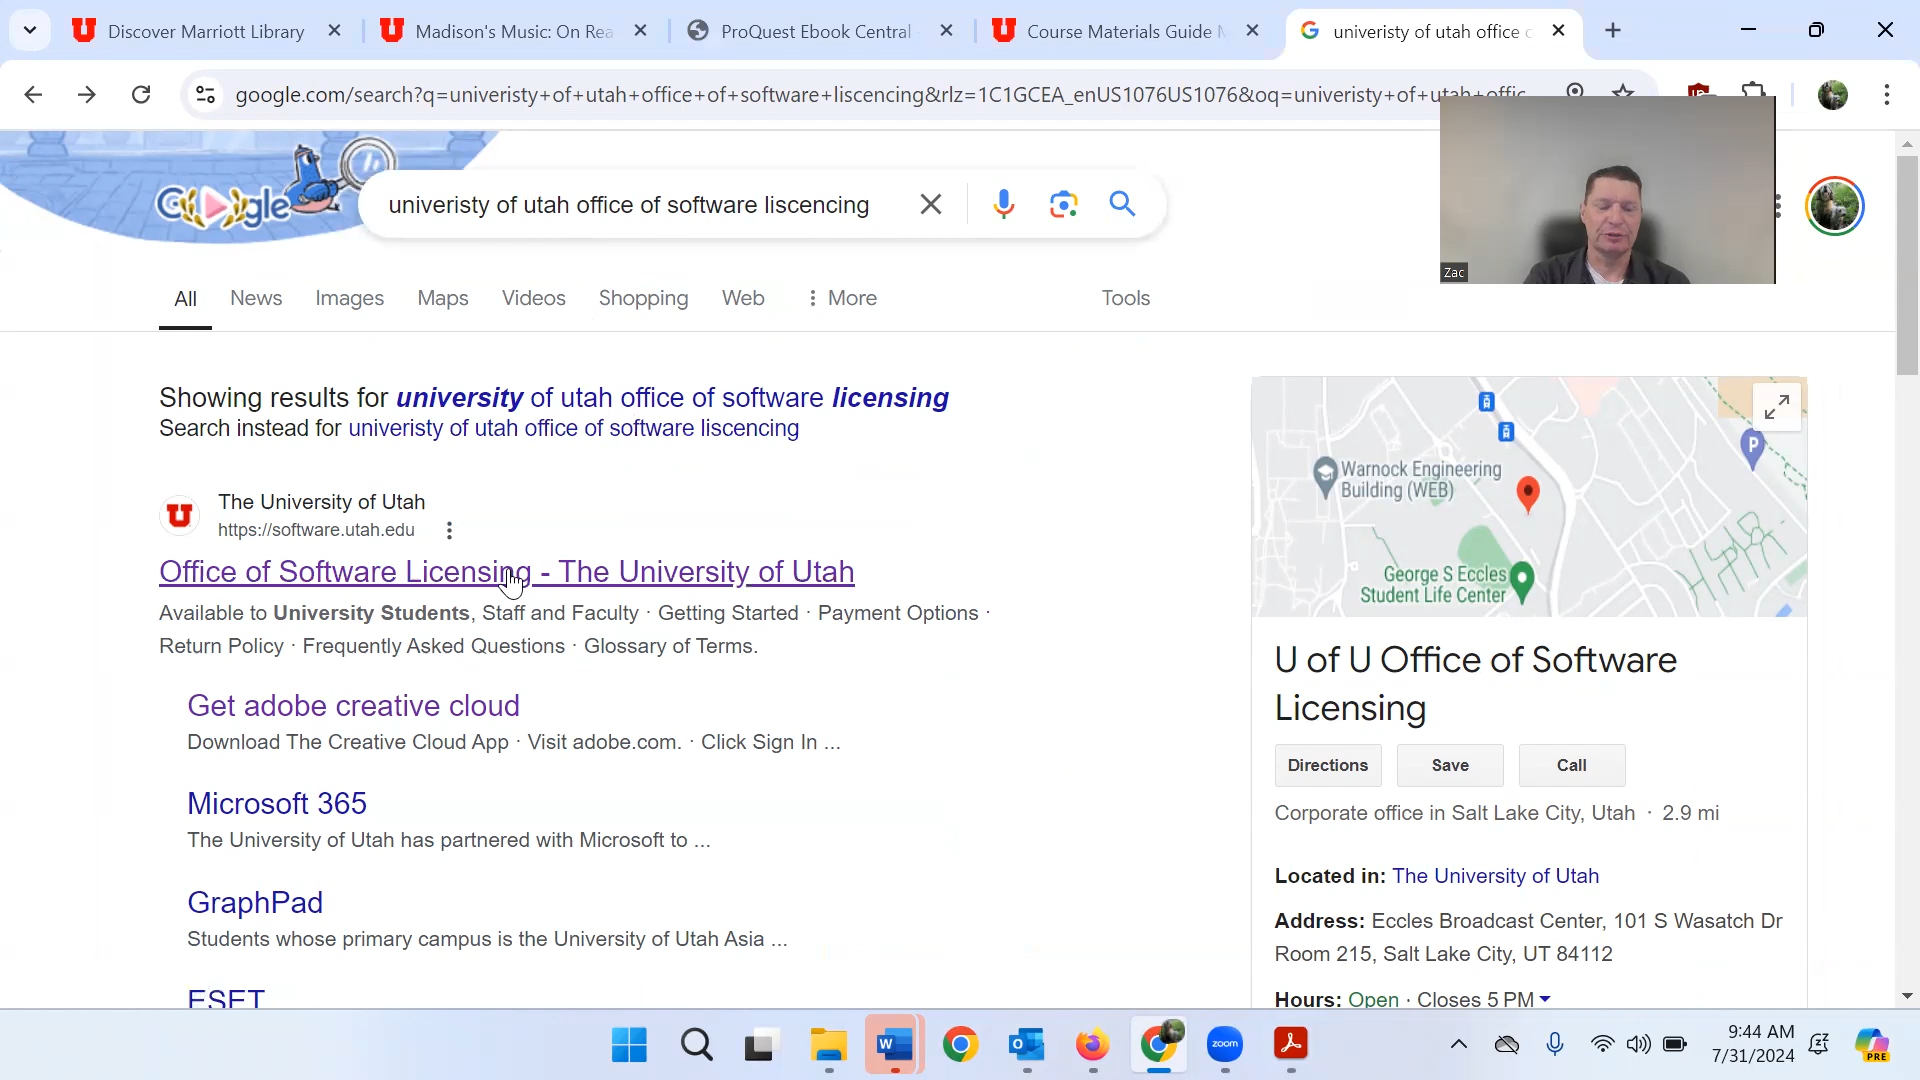 Discover Marriott Library
Madison's Music: On Rea
ProQuest Ebook Central
Course Materials Guide
univeristy of utah office
google.com/search?q=univeristy+of+utah+office+of+software+liscencing&rlz=1C1GCEA_enUS1076US1076&oq=univeristy+of+utah+offic
Google
univeristy of utah office of software liscencing
Zac
All
News
Images
Maps
Videos
Shopping
Web
More
Tools
Showing results for university of utah office of software licensing
Search instead for univeristy of utah office of software liscencing
The University of Utah
https://software.utah.edu
Office of Software Licensing - The University of Utah
Available to University Students, Staff and Faculty · Getting Started · Payment Options ·
Return Policy · Frequently Asked Questions · Glossary of Terms.
Get adobe creative cloud
Download The Creative Cloud App · Visit adobe.com. · Click Sign In ...
Microsoft 365
The University of Utah has partnered with Microsoft to ...
GraphPad
Students whose primary campus is the University of Utah Asia ...
ESET
Warnock Engineering
Building (WEB)
P
George S Eccles
Student Life Center
U of U Office of Software
Licensing
Directions
Save
Call
Corporate office in Salt Lake City, Utah · 2.9 mi
Located in: The University of Utah
Address: Eccles Broadcast Center, 101 S Wasatch Dr
Room 215, Salt Lake City, UT 84112
Hours: Open · Closes 5 PM
W
O
zoom
9:44 AM
7/31/2024
PRE